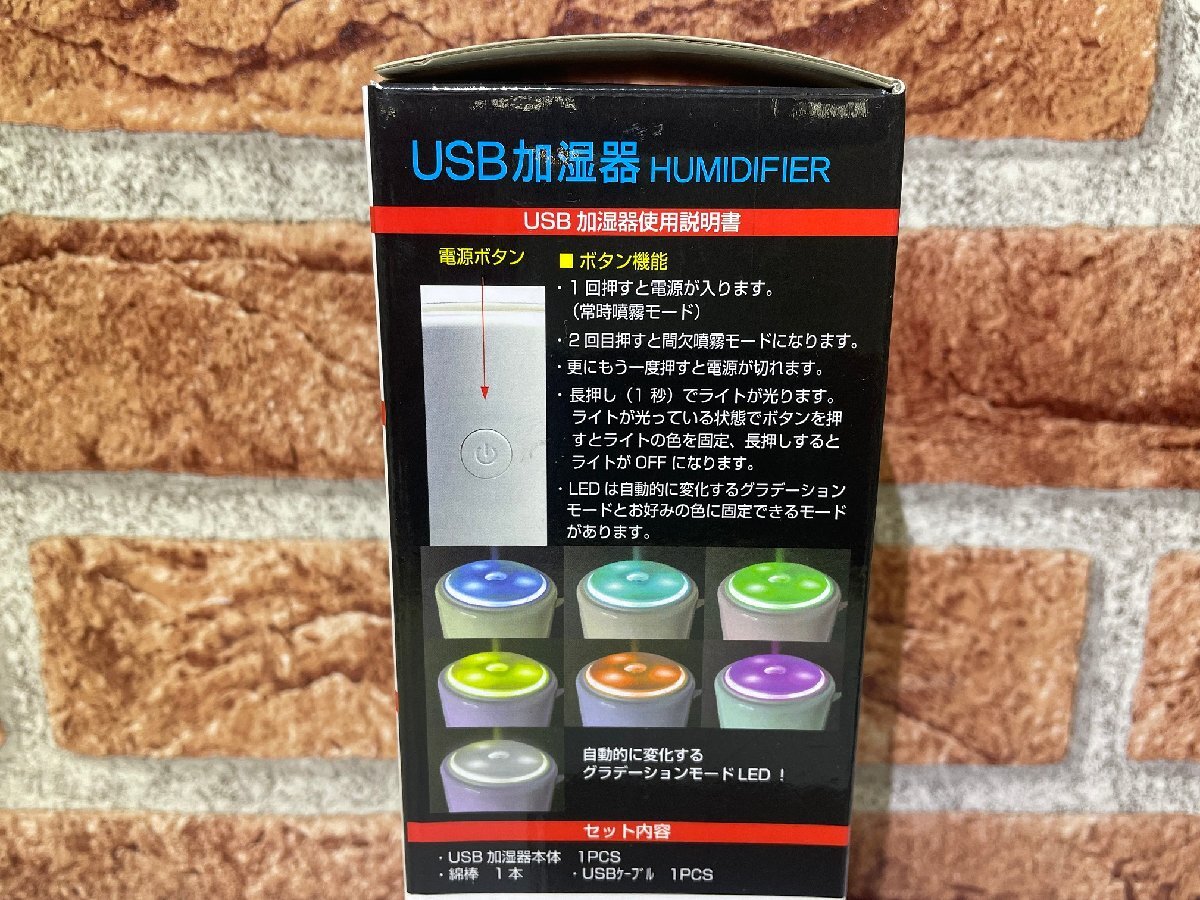 USB加湿器 HUMIDIFIER
USB 加湿器使用説明書
電源ボタン
■ ボタン機能
・1回押すと電源が入ります。
（常時噴霧モード）
・2回目押すと間欠噴霧モードになります。
・更にもう一度押すと電源が切れます。
・長押し（1秒）でライトが光ります。
ライトが光っている状態でボタンを押
すとライトの色を固定、長押しすると
ライトがOFFになります。
・LEDは自動的に変化するグラデーション
モードとお好みの色に固定できるモード
があります。
自動的に変化する
グラデーションモードLED！
セット内容
・USB 加湿器本体 1PCS
・綿棒 1本 ・USBｹｰﾌﾞﾙ 1PCS